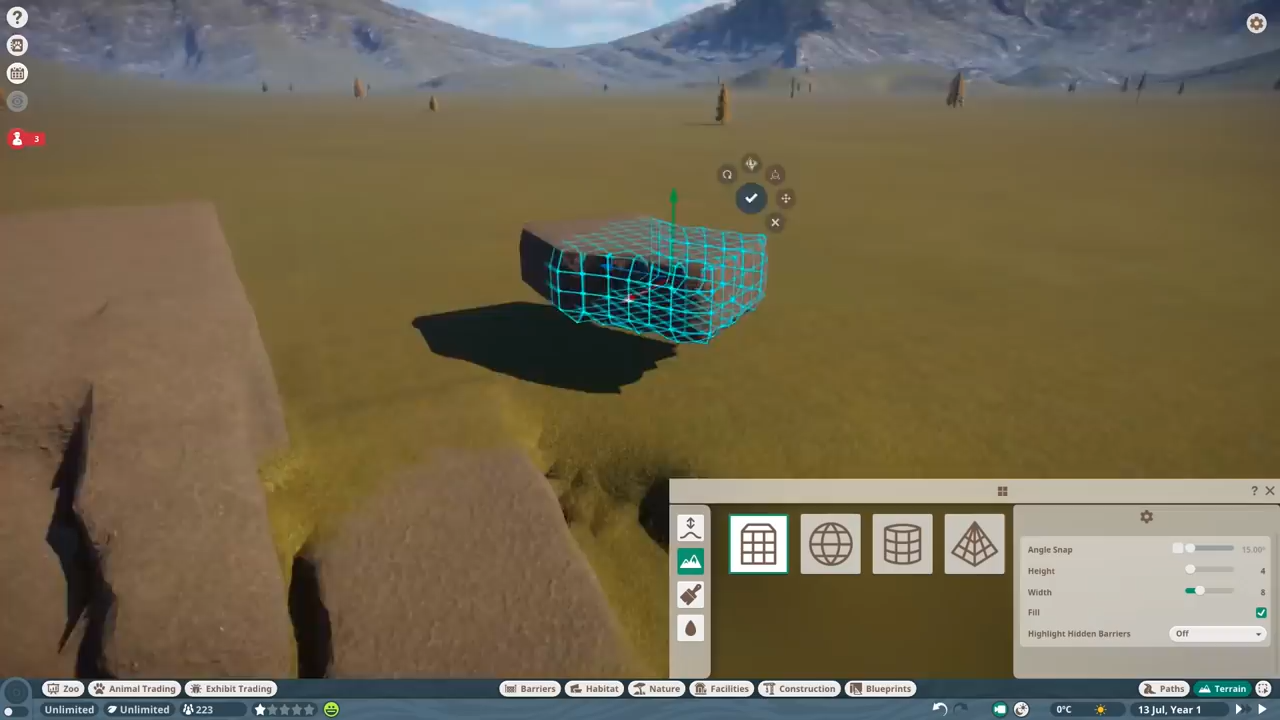 ?
3
?
Angle Snap 15.00°
Height 4
Width 8
Fill
Highlight Hidden Barriers Off
Zoo Animal Trading Exhibit Trading Barriers Habitat Nature Facilities Construction Blueprints Paths Terrain
Unlimited Unlimited 223 0°C 13 Jul, Year 1